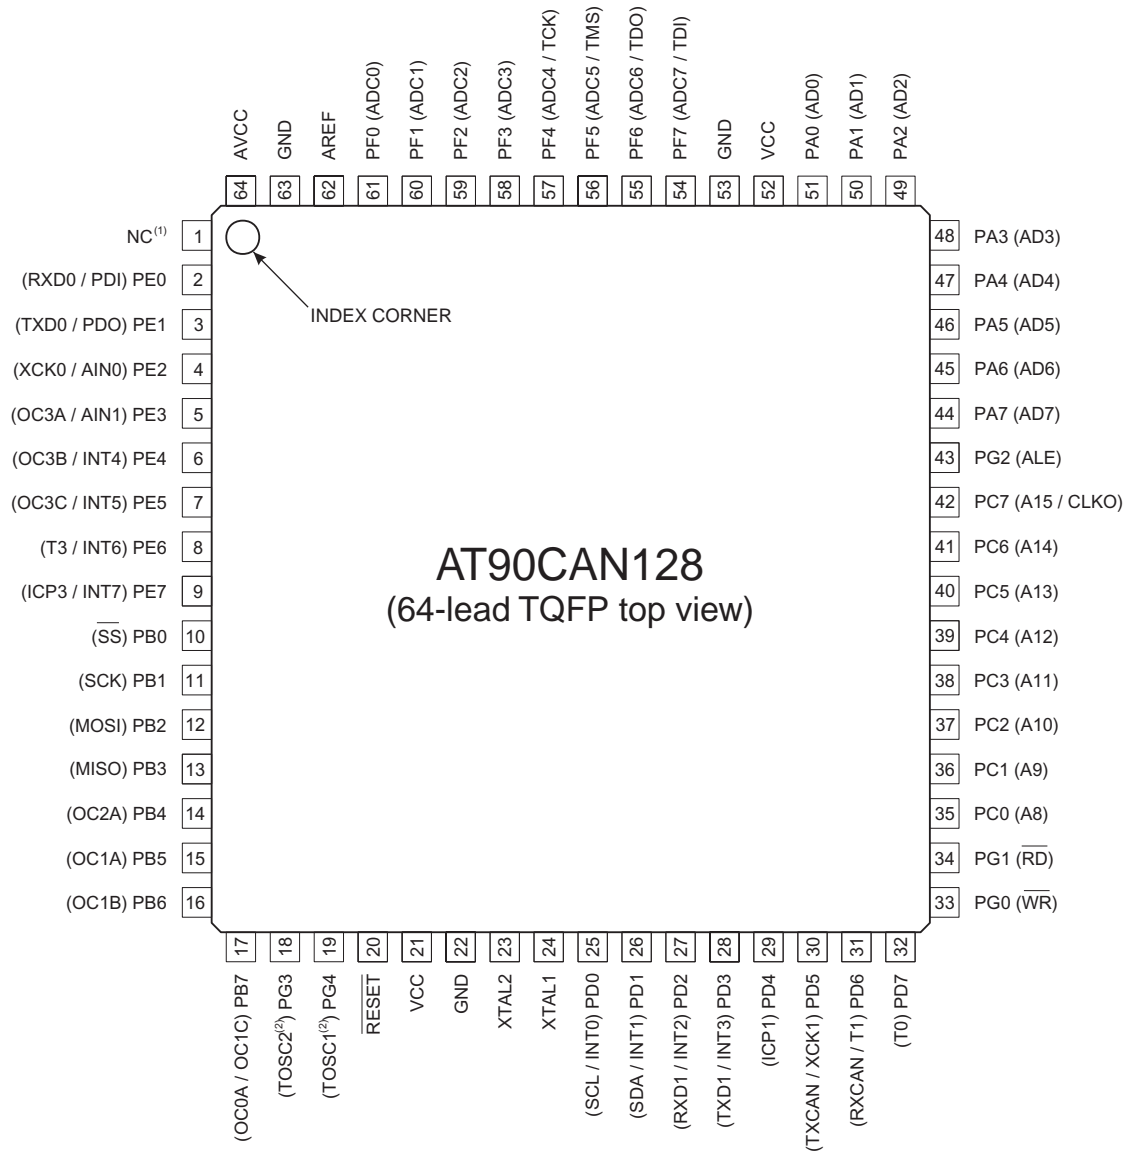 AVCC
GND
AREF
PF0 (ADC0)
PF1 (ADC1)
PF2 (ADC2)
PF3 (ADC3)
PF4 (ADC4 / TCK)
PF5 (ADC5 / TMS)
PF6 (ADC6 / TDO)
PF7 (ADC7 / TDI)
GND
VCC
PA0 (AD0)
PA1 (AD1)
PA2 (AD2)
64
63
62
61
60
59
58
57
56
55
54
53
52
51
50
49
NC(1) 1
(RXD0 / PDI) PE0 2
(TXD0 / PDO) PE1 3
(XCK0 / AIN0) PE2 4
(OC3A / AIN1) PE3 5
(OC3B / INT4) PE4 6
(OC3C / INT5) PE5 7
(T3 / INT6) PE6 8
(ICP3 / INT7) PE7 9
(SS) PB0 10
(SCK) PB1 11
(MOSI) PB2 12
(MISO) PB3 13
(OC2A) PB4 14
(OC1A) PB5 15
(OC1B) PB6 16
INDEX CORNER
AT90CAN128
(64-lead TQFP top view)
48 PA3 (AD3)
47 PA4 (AD4)
46 PA5 (AD5)
45 PA6 (AD6)
44 PA7 (AD7)
43 PG2 (ALE)
42 PC7 (A15 / CLKO)
41 PC6 (A14)
40 PC5 (A13)
39 PC4 (A12)
38 PC3 (A11)
37 PC2 (A10)
36 PC1 (A9)
35 PC0 (A8)
34 PG1 (RD)
33 PG0 (WR)
17
18
19
20
21
22
23
24
25
26
27
28
29
30
31
32
(OC0A / OC1C) PB7
(TOSC2(2)) PG3
(TOSC1(2)) PG4
RESET
VCC
GND
XTAL2
XTAL1
(SCL / INT0) PD0
(SDA / INT1) PD1
(RXD1 / INT2) PD2
(TXD1 / INT3) PD3
(ICP1) PD4
(TXCAN / XCK1) PD5
(RXCAN / T1) PD6
(T0) PD7